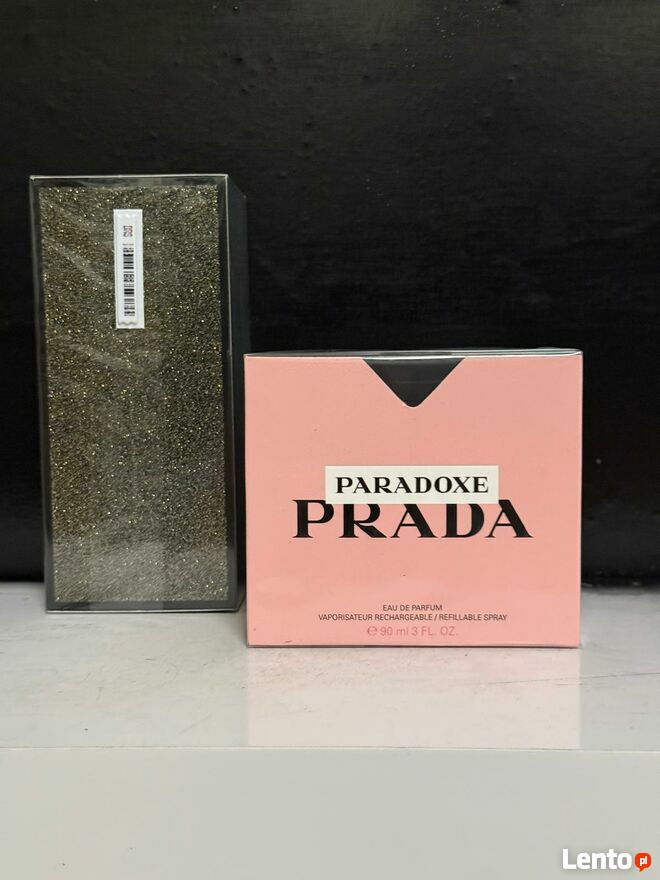 PARADOXE
PRADA
EAU DE PARFUM
VAPORISATEUR RECHARGEABLE / REFILLABLE SPRAY
℮ 90 ml 3 FL. OZ.
Lento pl